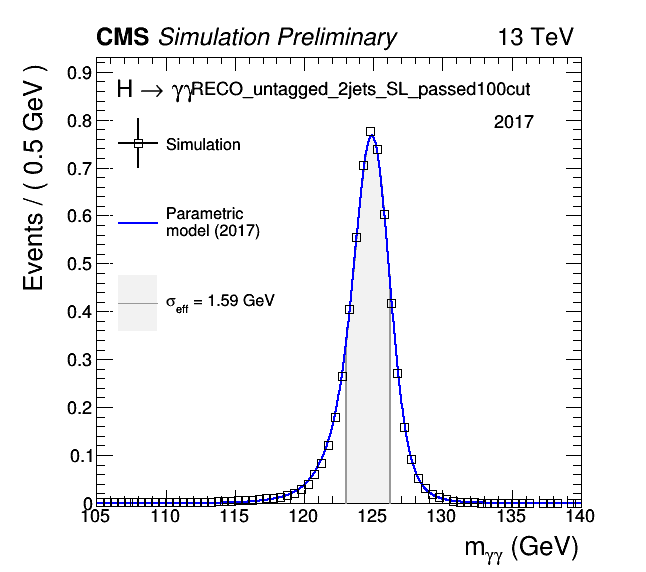 CMS Simulation Preliminary 13 TeV
H → γγRECO_untagged_2jets_SL_passed100cut
2017
Simulation
Parametric
model (2017)
σeff = 1.59 GeV
Events / ( 0.5 GeV )
0.9
0.8
0.7
0.6
0.5
0.4
0.3
0.2
0.1
0
105 110 115 120 125 130 135 140
mγγ (GeV)